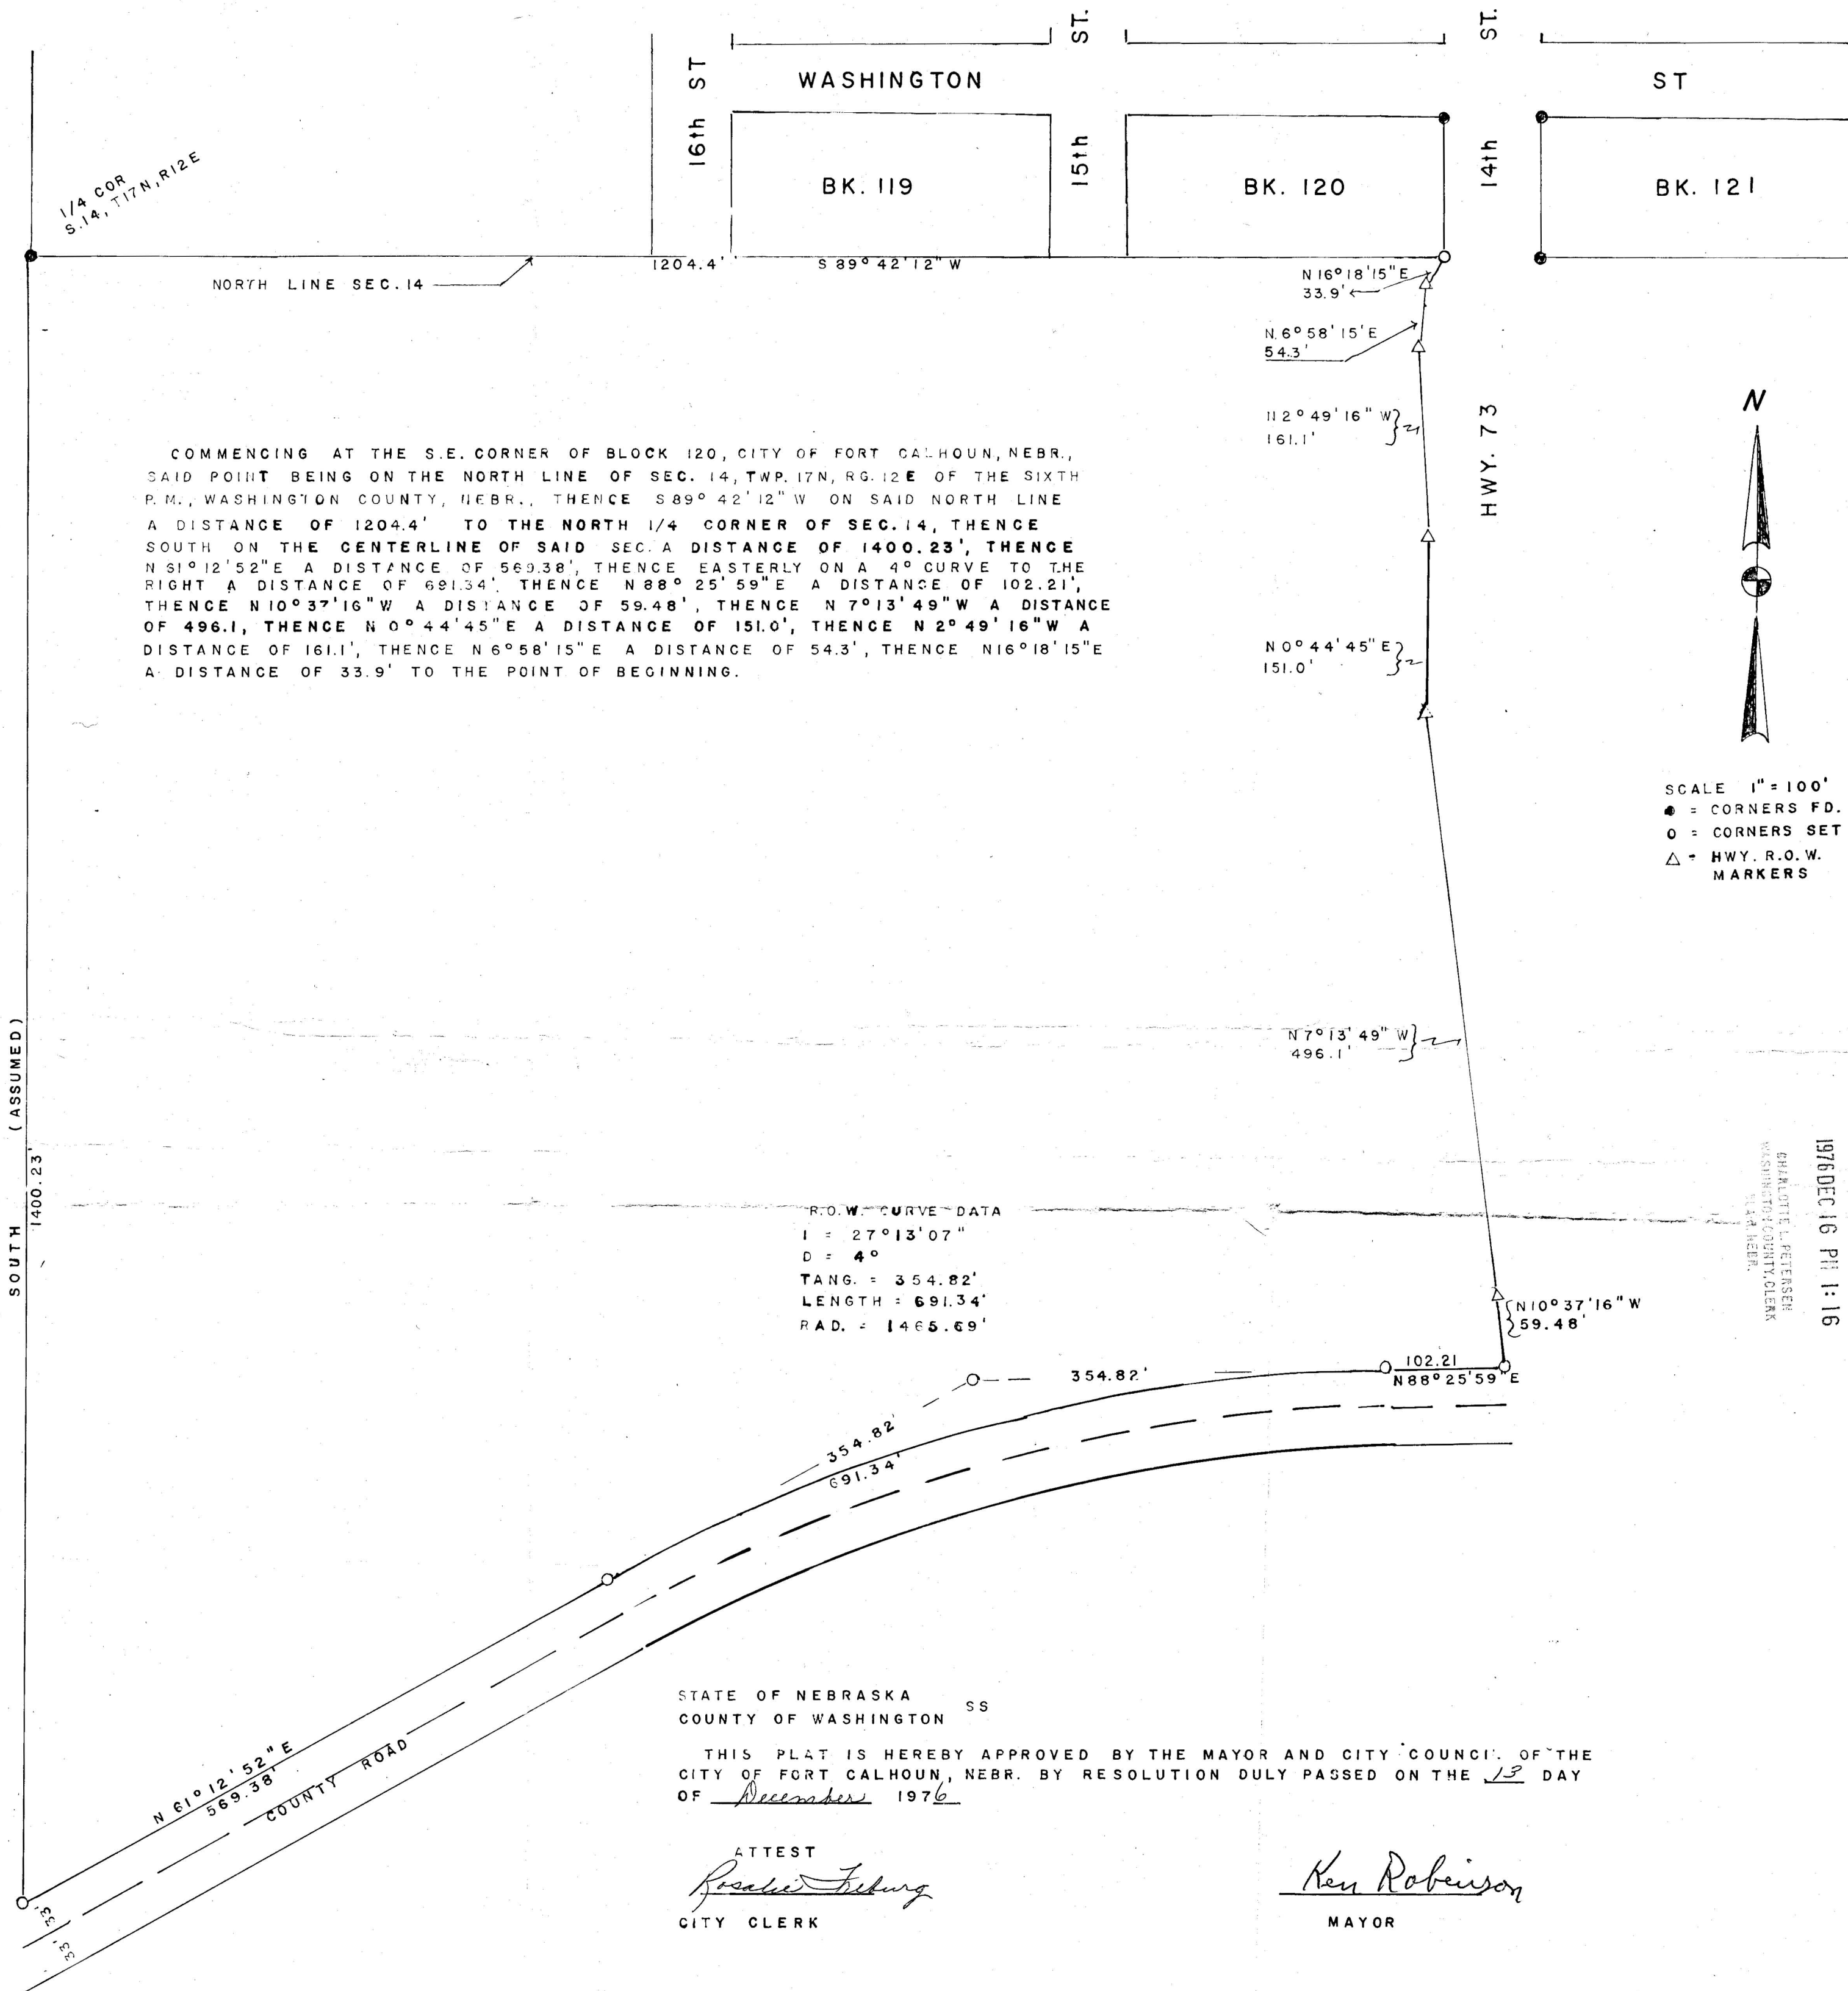 ST.
ST.
WASHINGTON
ST
16th ST
15th
14th
BK. 119
BK. 120
BK. 121
1/4 COR
S.14, T17N, R12E
1204.4'
S 89° 42' 12" W
NORTH LINE SEC. 14
N 16° 18' 15" E
33.9'
N. 6° 58' 15' E
54.3'
N 2° 49' 16" W
161.1'
HWY. 73
N
COMMENCING AT THE S.E. CORNER OF BLOCK 120, CITY OF FORT CALHOUN, NEBR.,
SAID POINT BEING ON THE NORTH LINE OF SEC. 14, TWP. 17N, RG. 12E OF THE SIXTH
P. M., WASHINGTON COUNTY, NEBR., THENCE S 89° 42' 12" W ON SAID NORTH LINE
A DISTANCE OF 1204.4' TO THE NORTH 1/4 CORNER OF SEC. 14, THENCE
SOUTH ON THE CENTERLINE OF SAID SEC. A DISTANCE OF 1400.23', THENCE
N 61° 12' 52" E A DISTANCE OF 569.38', THENCE EASTERLY ON A 4° CURVE TO THE
RIGHT A DISTANCE OF 691.34', THENCE N 88° 25' 59" E A DISTANCE OF 102.21',
THENCE N 10° 37' 16" W A DISTANCE OF 59.48', THENCE N 7° 13' 49" W A DISTANCE
OF 496.1, THENCE N 0° 44' 45" E A DISTANCE OF 151.0', THENCE N 2° 49' 16" W A
DISTANCE OF 161.1', THENCE N 6° 58' 15" E A DISTANCE OF 54.3', THENCE N16° 18' 15" E
A DISTANCE OF 33.9' TO THE POINT OF BEGINNING.
N 0° 44' 45" E
151.0'
SCALE 1" = 100'
● = CORNERS FD.
O = CORNERS SET
△ = HWY. R.O.W.
MARKERS
N 7° 13' 49" W
496.1'
SOUTH (ASSUMED)
1400.23'
1976 DEC 16 PM 1:16
CHARLOTTE L. PETERSEN
WASHINGTON COUNTY, CLERK
NEBR.
R.O.W. CURVE DATA
I = 27° 13' 07"
D = 4°
TANG. = 354.82'
LENGTH = 691.34'
RAD. = 1465.69'
N 10° 37' 16" W
59.48'
102.21
N 88° 25' 59" E
354.82'
354.82'
691.34'
N 61° 12' 52" E
569.38'
COUNTY ROAD
33'
33'
STATE OF NEBRASKA
SS
COUNTY OF WASHINGTON
THIS PLAT IS HEREBY APPROVED BY THE MAYOR AND CITY COUNCIL OF THE
CITY OF FORT CALHOUN, NEBR. BY RESOLUTION DULY PASSED ON THE 13 DAY
OF December 1976
ATTEST
Rosalie Freburg
Ken Robinson
CITY CLERK
MAYOR